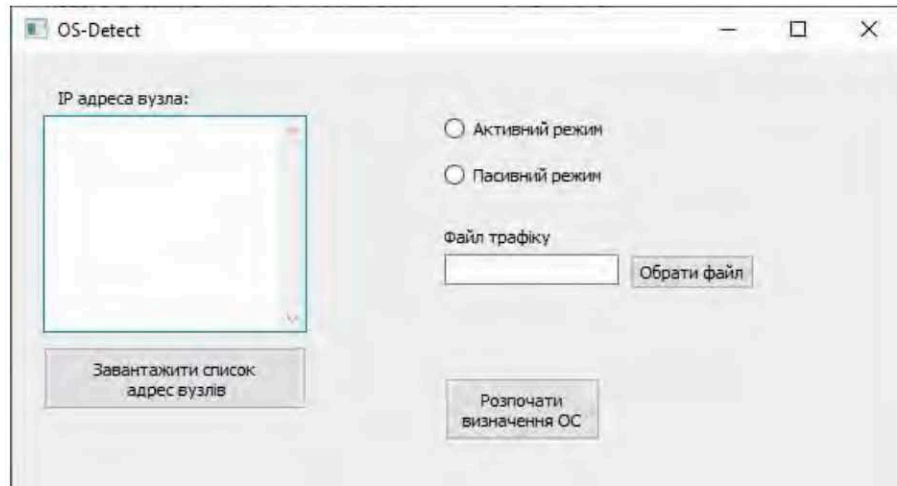 OS-Detect
IP адреса вузла:
Активний режим
Пасивний режим
Файл трафіку
Обрати файл
Завантажити список
адрес вузлів
Розпочати
визначення ОС